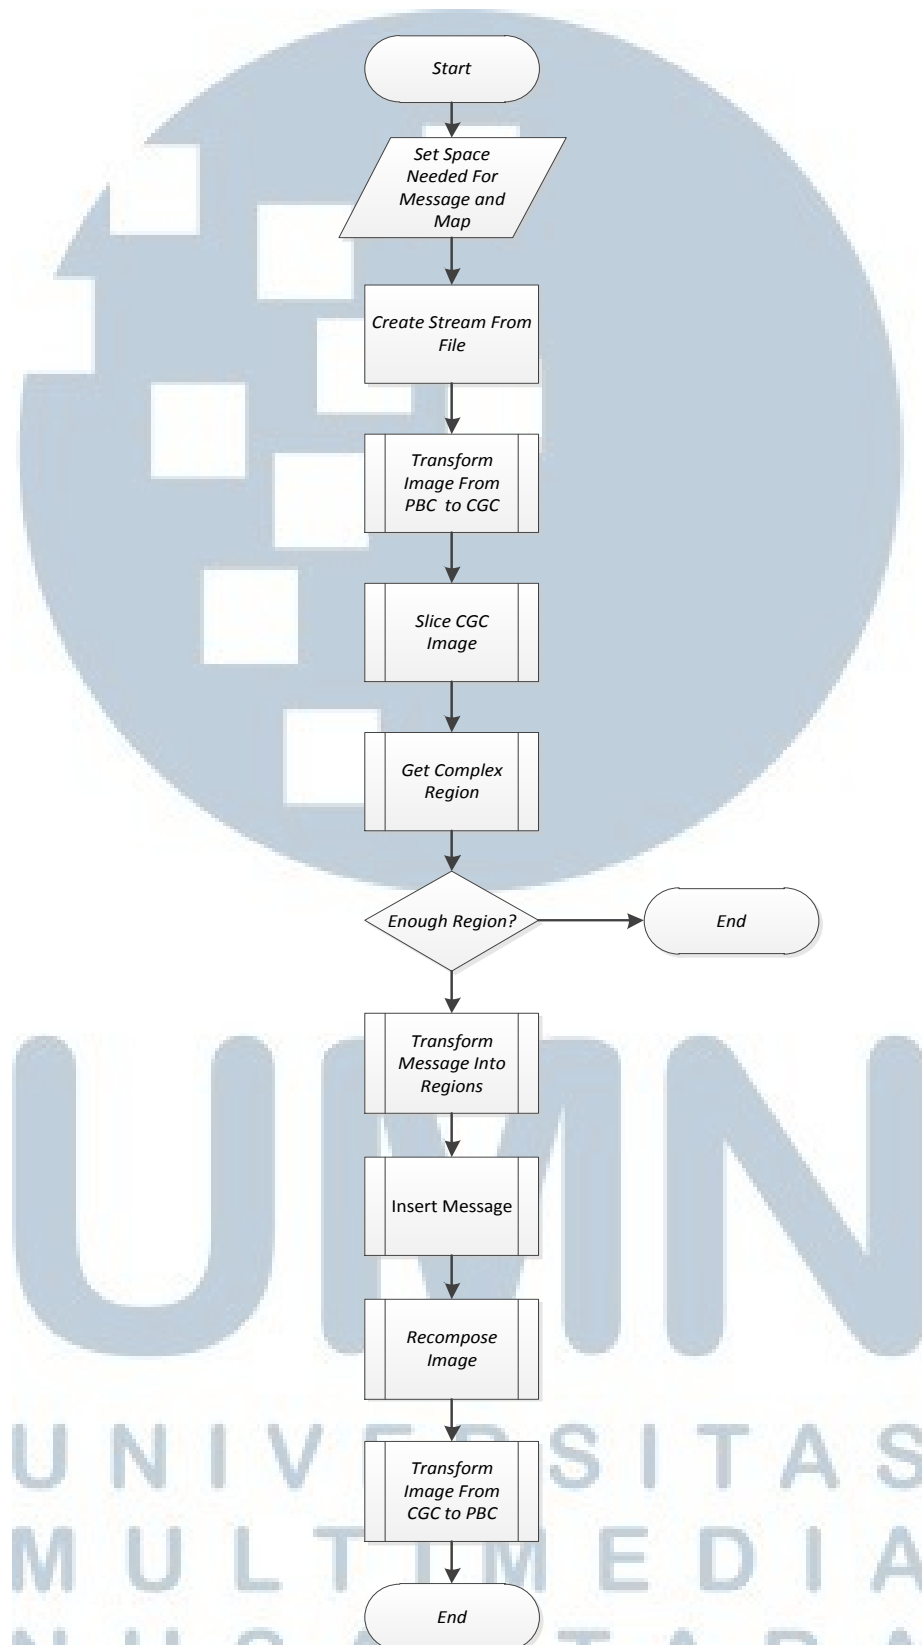 Start
Set Space
Needed For
Message and
Map
Create Stream From
File
Transform
Image From
PBC to CGC
Slice CGC
Image
Get Complex
Region
Enough Region?
End
Transform
Message Into
Regions
UMN
Insert Message
Recompose
Image
UNIVERSITAS
Transform
Image From
CGC to PBC
MULTIMEDIA
End